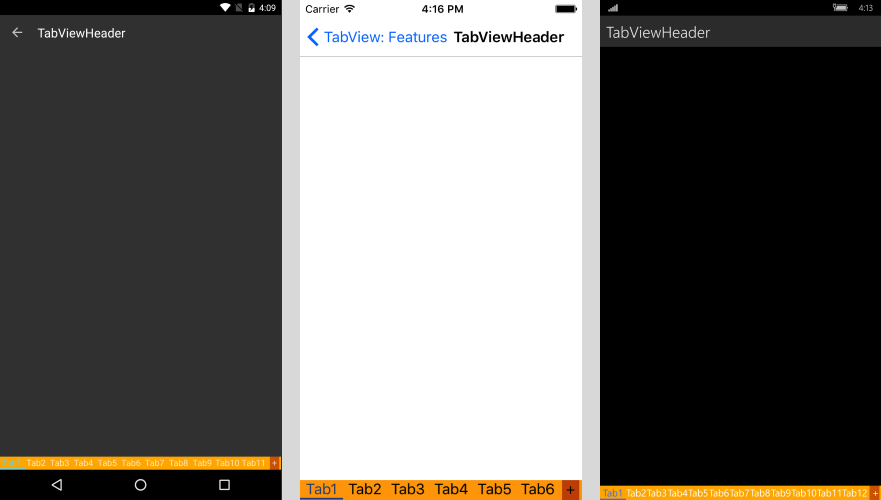 4:09
TabViewHeader
Tab1 Tab2 Tab3 Tab4 Tab5 Tab6 Tab7 Tab8 Tab9 Tab10 Tab11 +
Carrier 4:16 PM
TabView: Features TabViewHeader
Tab1 Tab2 Tab3 Tab4 Tab5 Tab6 +
4:13
TabViewHeader
Tab1 Tab2 Tab3 Tab4 Tab5 Tab6 Tab7 Tab8 Tab9 Tab10 Tab11 Tab12 +